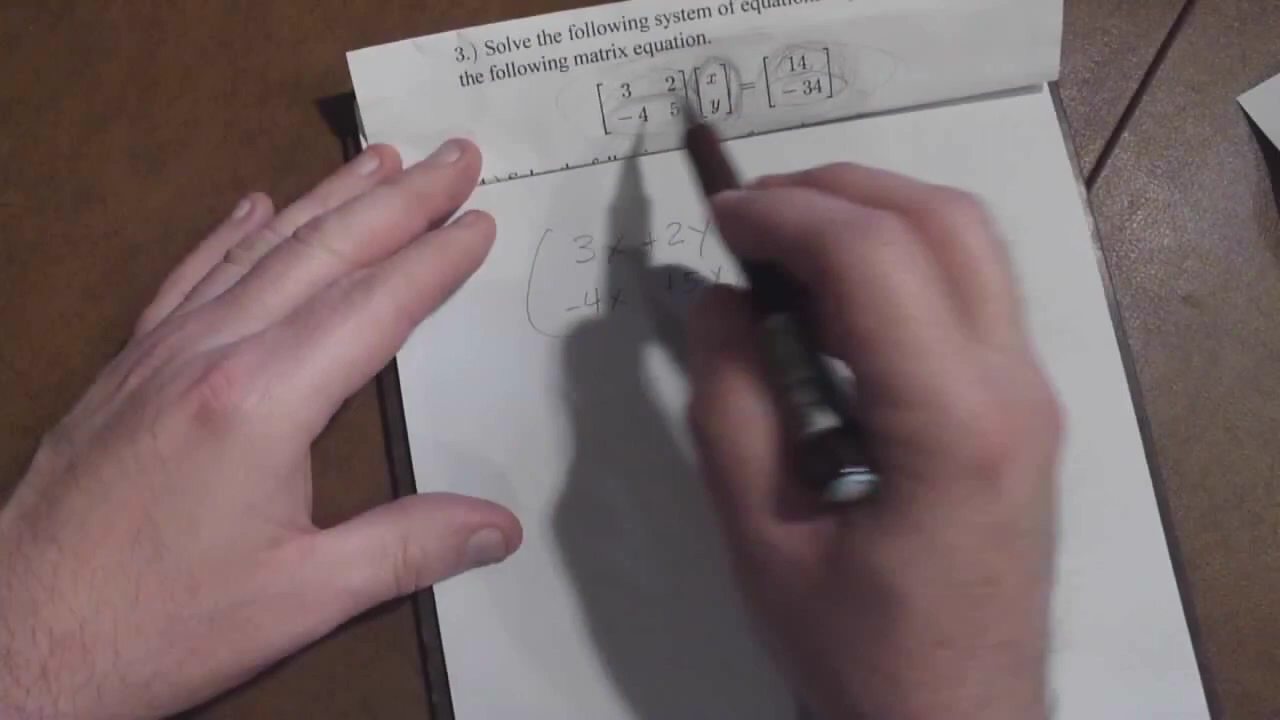 3.) Solve the following system of
the following matrix equation.
[ 3 2 ] [ x ] = [ 14 ]
[ -4 5 ] [ y ] [ -34 ]
3x + 2y
-4x + 5y